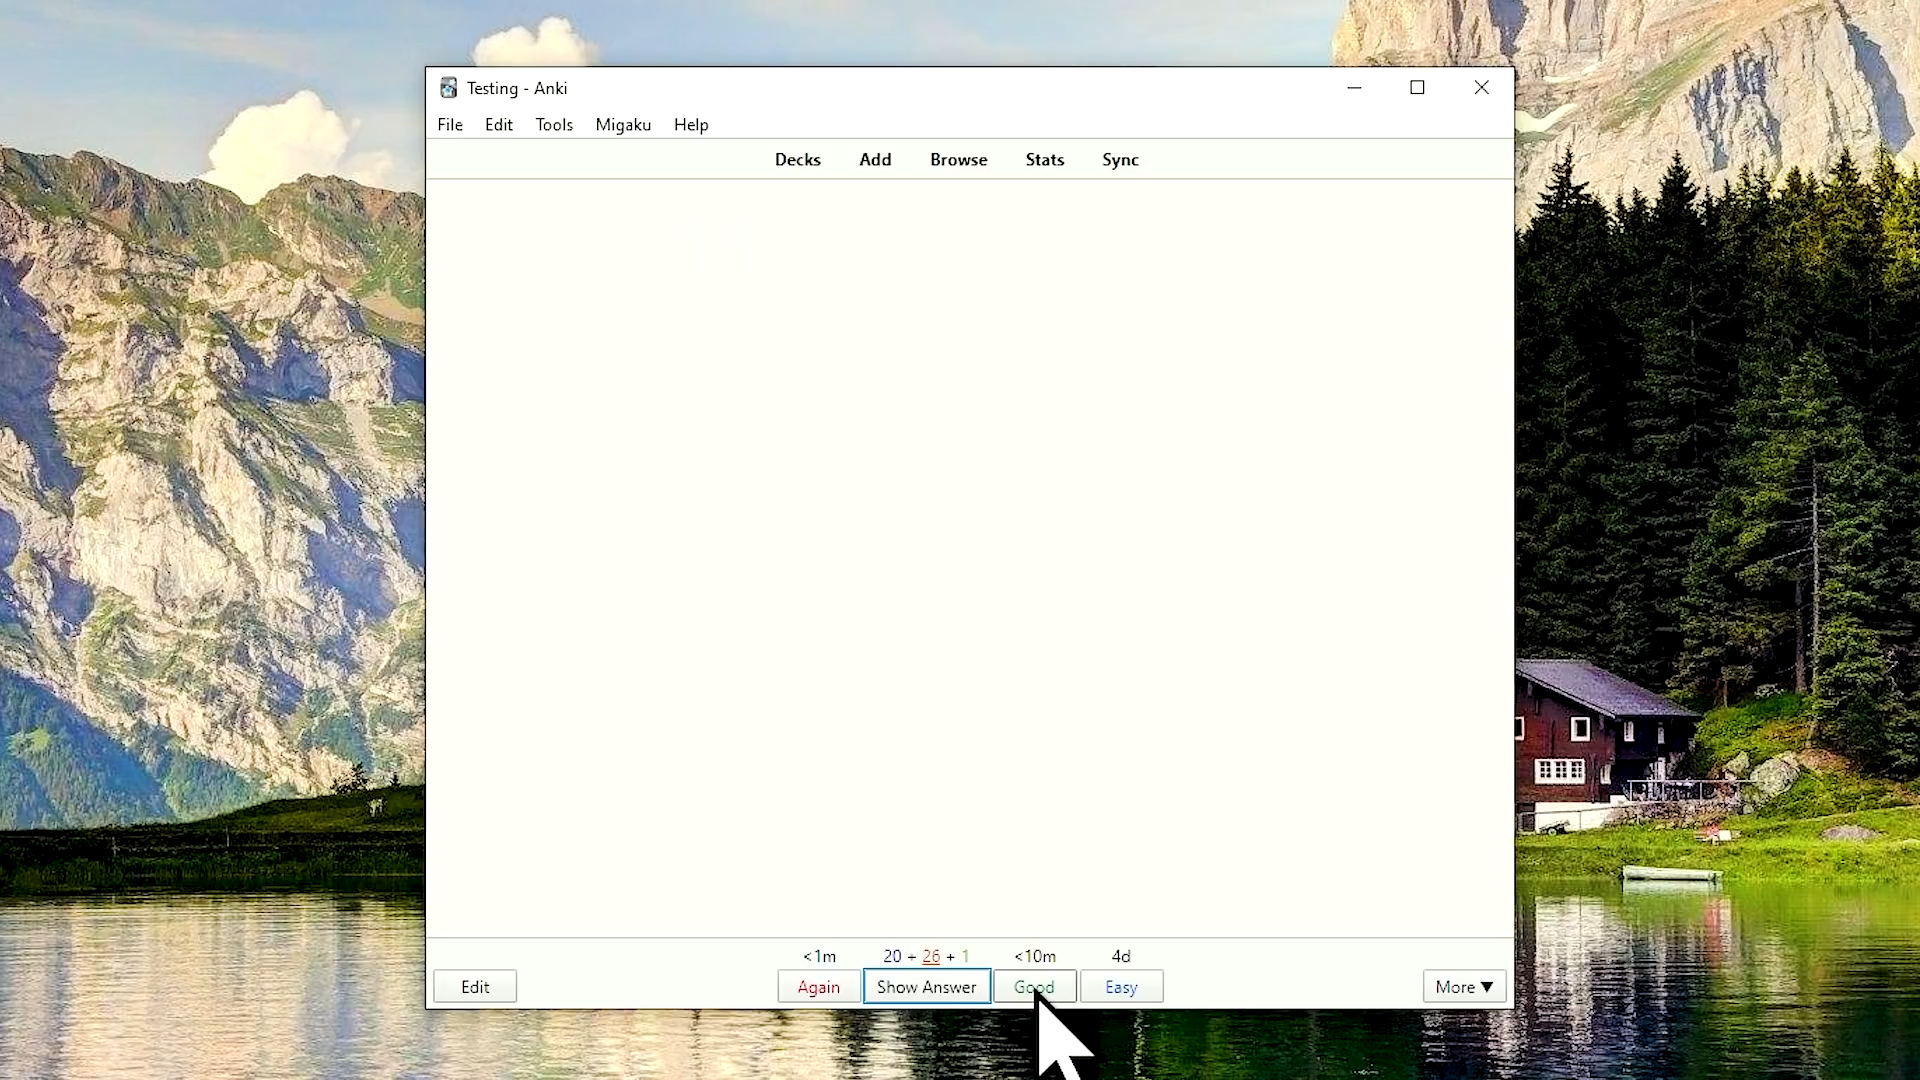 Testing - Anki
File Edit Tools Migaku Help
Decks Add Browse Stats Sync
<1m 20 + 26 + 1 <10m 4d
Edit Again Show Answer Good Easy More ▼